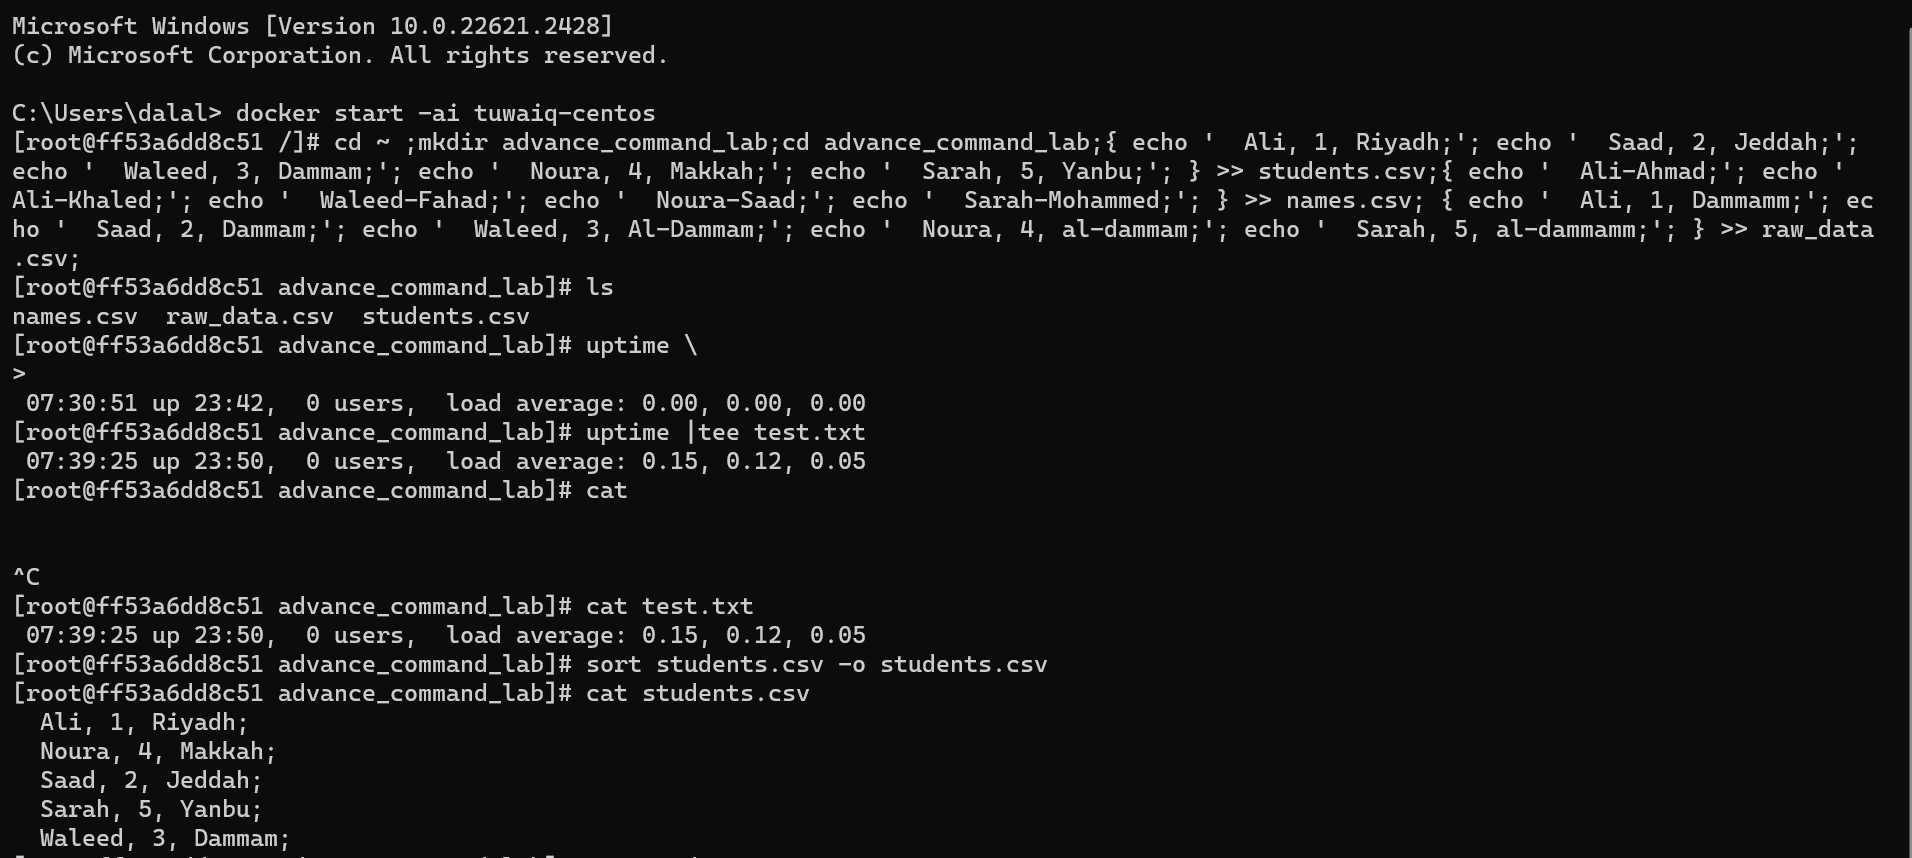 Microsoft Windows [Version 10.0.22621.2428]
(c) Microsoft Corporation. All rights reserved.
C:\Users\dalal> docker start -ai tuwaiq-centos
[root@ff53a6dd8c51 /]# cd ~ ;mkdir advance_command_lab;cd advance_command_lab;{ echo '  Ali, 1, Riyadh;'; echo '  Saad, 2, Jeddah;';
echo '  Waleed, 3, Dammam;'; echo '  Noura, 4, Makkah;'; echo '  Sarah, 5, Yanbu;'; } >> students.csv;{ echo '  Ali-Ahmad;'; echo '
Ali-Khaled;'; echo '  Waleed-Fahad;'; echo '  Noura-Saad;'; echo '  Sarah-Mohammed;'; } >> names.csv; { echo '  Ali, 1, Dammamm;'; ec
ho '  Saad, 2, Dammam;'; echo '  Waleed, 3, Al-Dammam;'; echo '  Noura, 4, al-dammam;'; echo '  Sarah, 5, al-dammamm;'; } >> raw_data
.csv;
[root@ff53a6dd8c51 advance_command_lab]# ls
names.csv  raw_data.csv  students.csv
[root@ff53a6dd8c51 advance_command_lab]# uptime \
>
 07:30:51 up 23:42,  0 users,  load average: 0.00, 0.00, 0.00
[root@ff53a6dd8c51 advance_command_lab]# uptime |tee test.txt
 07:39:25 up 23:50,  0 users,  load average: 0.15, 0.12, 0.05
[root@ff53a6dd8c51 advance_command_lab]# cat
^C
[root@ff53a6dd8c51 advance_command_lab]# cat test.txt
 07:39:25 up 23:50,  0 users,  load average: 0.15, 0.12, 0.05
[root@ff53a6dd8c51 advance_command_lab]# sort students.csv -o students.csv
[root@ff53a6dd8c51 advance_command_lab]# cat students.csv
  Ali, 1, Riyadh;
  Noura, 4, Makkah;
  Saad, 2, Jeddah;
  Sarah, 5, Yanbu;
  Waleed, 3, Dammam;